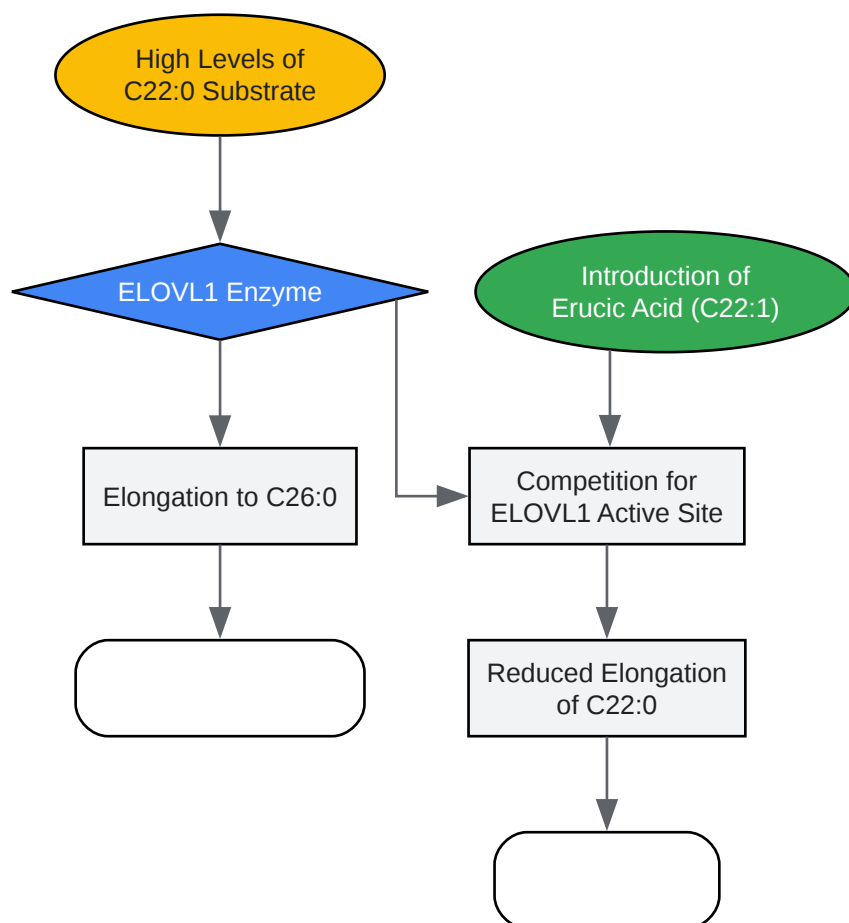 High Levels of
C22:0 Substrate
ELOVL1 Enzyme
Introduction of
Erucic Acid (C22:1)
Elongation to C26:0
Competition for
ELOVL1 Active Site
Reduced Elongation
of C22:0